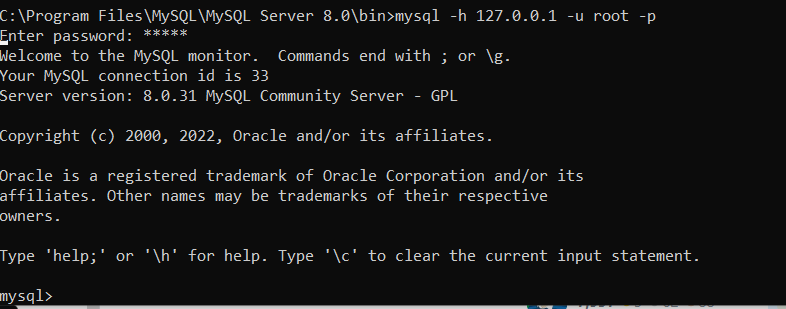 C:\Program Files\MySQL\MySQL Server 8.0\bin>mysql -h 127.0.0.1 -u root -p
Enter password: *****
Welcome to the MySQL monitor.  Commands end with ; or \g.
Your MySQL connection id is 33
Server version: 8.0.31 MySQL Community Server - GPL
Copyright (c) 2000, 2022, Oracle and/or its affiliates.
Oracle is a registered trademark of Oracle Corporation and/or its
affiliates. Other names may be trademarks of their respective
owners.
Type 'help;' or '\h' for help. Type '\c' to clear the current input statement.
mysql>